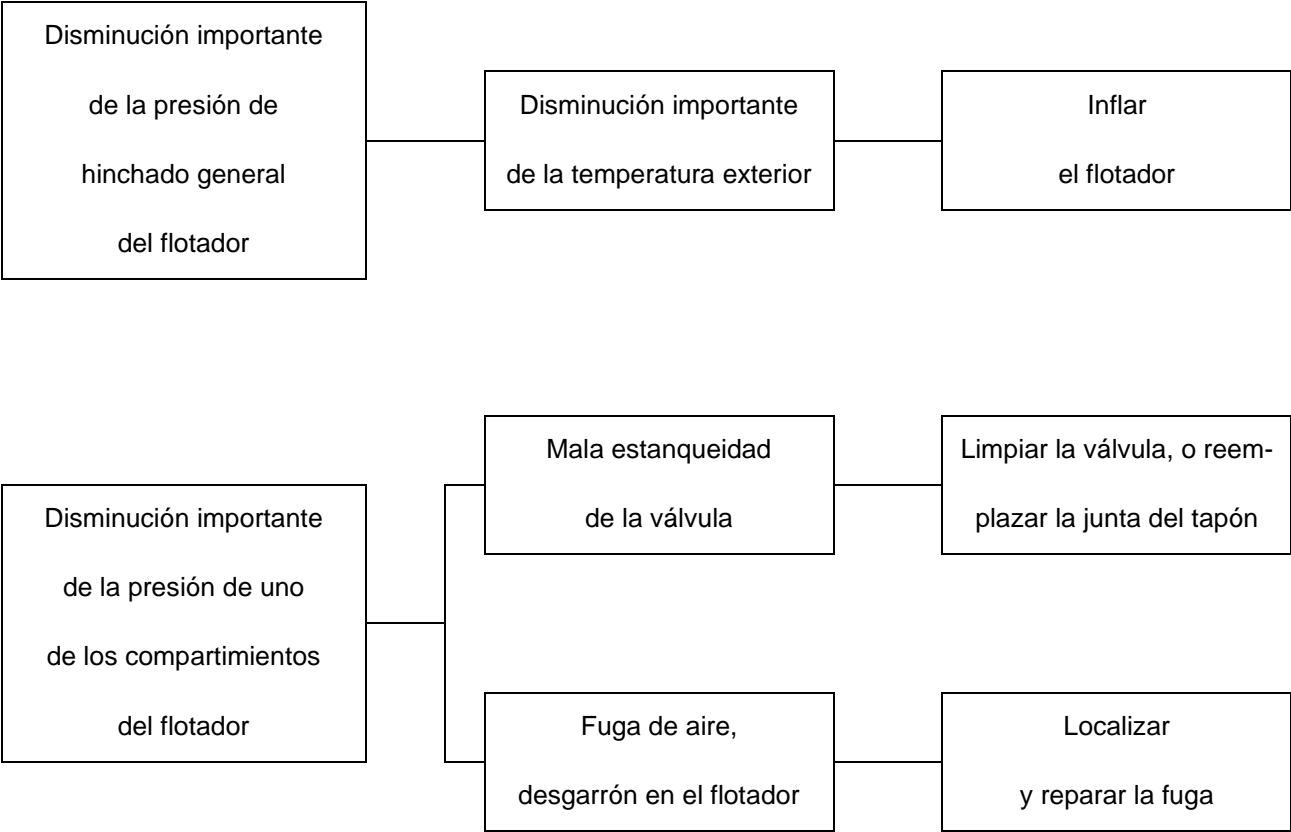 Disminución importante
de la presión de
hinchado general
del flotador
Disminución importante
de la temperatura exterior
Inflar
el flotador
Disminución importante
de la presión de uno
de los compartimientos
del flotador
Mala estanqueidad
de la válvula
Limpiar la válvula, o reem-
plazar la junta del tapón
Fuga de aire,
desgarrón en el flotador
Localizar
y reparar la fuga